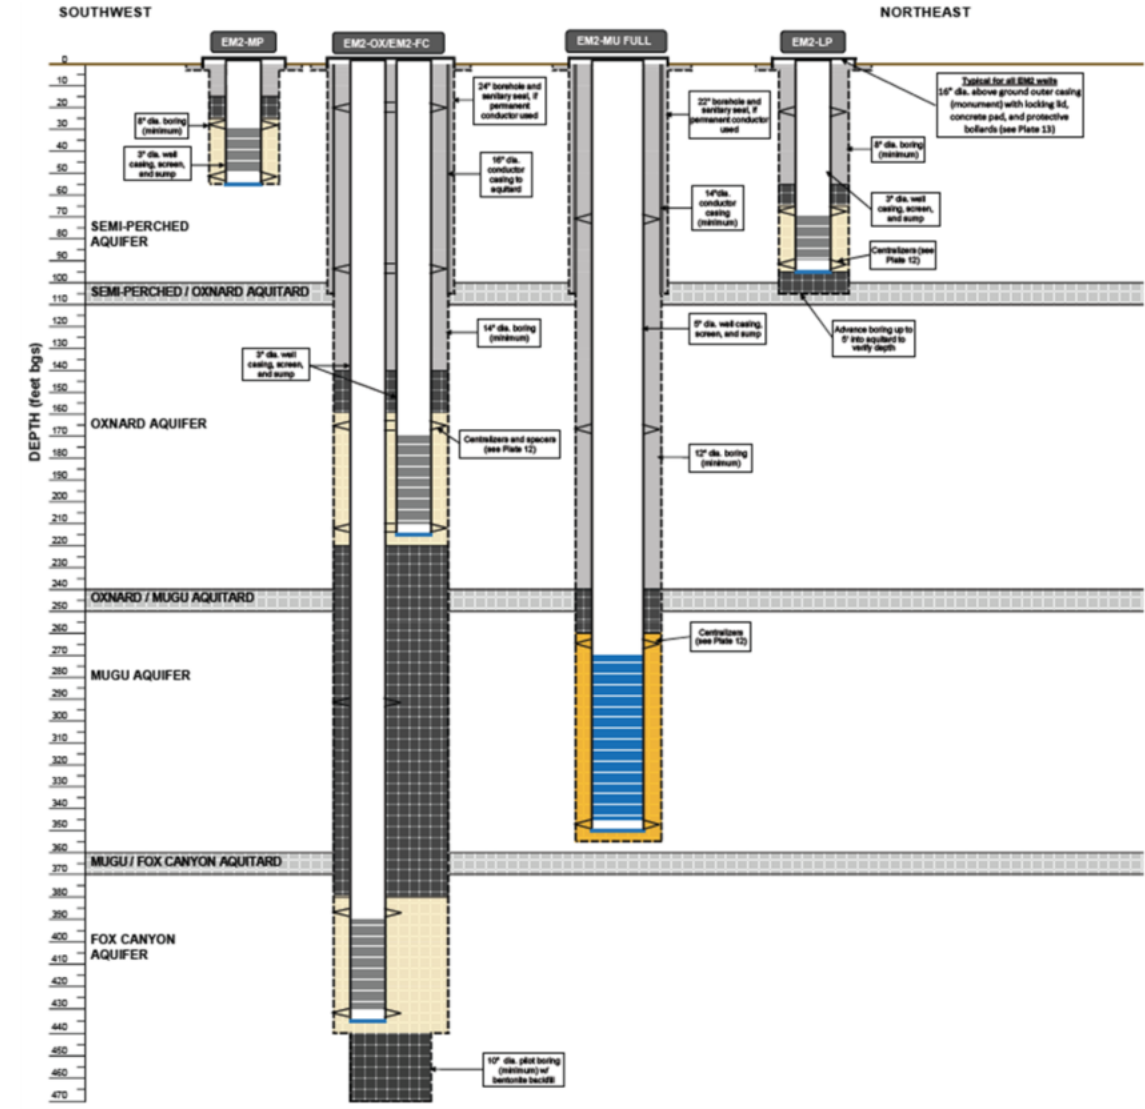 SOUTHWEST
NORTHEAST
EM2-MP
EM2-OX/EM2-FC
EM2-MU FULL
EM2-LP
DEPTH (feet bgs)
0
10
20
30
40
50
60
70
80
90
100
110
120
130
140
150
160
170
180
190
200
210
220
230
240
250
260
270
280
290
300
310
320
330
340
350
360
370
380
390
400
410
420
430
440
450
460
470
8" dia. boring
(minimum)
3" dia. well
casing, screen,
and sump
24" borehole and
sanitary seal, if
permanent
conductor used
16" dia.
conductor
casing to
aquitard
22" borehole and
sanitary seal, if
permanent conductor
used
14"dia.
conductor
casing
(minimum)
Typical for all EM2 wells
16" dia. above ground outer casing
(monument) with locking lid,
concrete pad, and protective
bollards (see Plate 13)
8" dia. boring
(minimum)
3" dia. well
casing, screen,
and sump
Centralizers (see
Plate 12)
SEMI-PERCHED
AQUIFER
SEMI-PERCHED / OXNARD AQUITARD
14" dia. boring
(minimum)
5" dia. well casing,
screen, and sump
Advance boring up to
5' into aquitard to
verify depth
3" dia. well
casing, screen,
and sump
OXNARD AQUIFER
Centralizers and spacers
(see Plate 12)
12" dia. boring
(minimum)
OXNARD / MUGU AQUITARD
Centralizers
(see Plate 12)
MUGU AQUIFER
MUGU / FOX CANYON AQUITARD
FOX CANYON
AQUIFER
10" dia. pilot boring
(minimum) w/
bentonite backfill